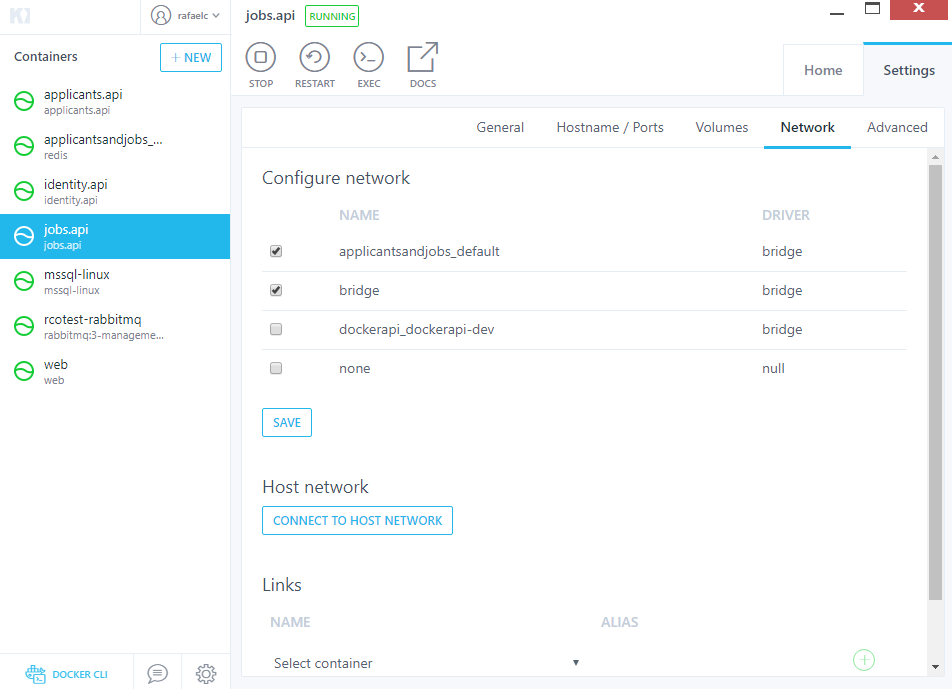 rafaelc
Containers
+ NEW
applicants.api
applicants.api
applicantsandjobs_...
redis
identity.api
identity.api
jobs.api
jobs.api
mssql-linux
mssql-linux
rcotest-rabbitmq
rabbitmq:3-manageme...
web
web
DOCKER CLI
jobs.api RUNNING
STOP RESTART EXEC DOCS
Home Settings
General Hostname / Ports Volumes Network Advanced
Configure network
NAME DRIVER
applicantsandjobs_default bridge
bridge bridge
dockerapi_dockerapi-dev bridge
none null
SAVE
Host network
CONNECT TO HOST NETWORK
Links
NAME ALIAS
Select container